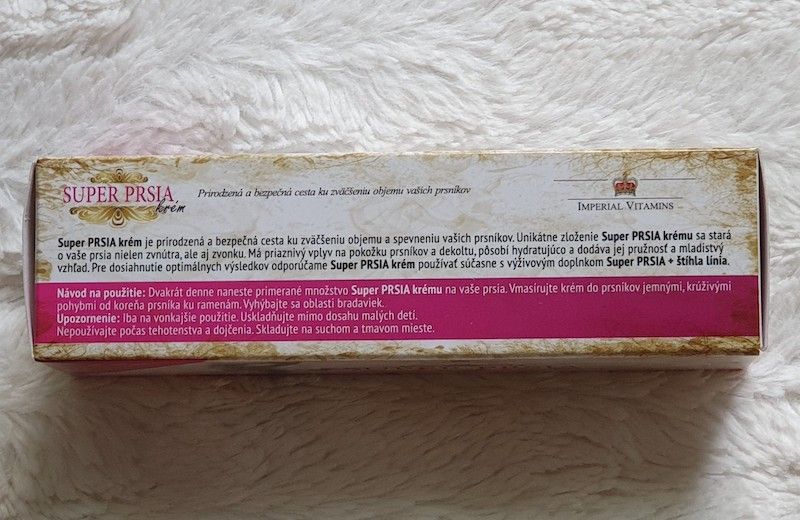 SUPER PRSIA
krém
Prirodzená a bezpečná cesta ku zväčšeniu objemu vašich prsníkov
IMPERIAL VITAMINS
Super PRSIA krém je prirodzená a bezpečná cesta ku zväčšeniu objemu a spevneniu vašich prsníkov. Unikátne zloženie Super PRSIA krému sa stará
o vaše prsia nielen zvnútra, ale aj zvonku. Má priaznivý vplyv na pokožku prsníkov a dekoltu, pôsobí hydratujúco a dodáva jej pružnosť a mladistvý
vzhľad. Pre dosiahnutie optimálnych výsledkov odporúčame Super PRSIA krém používať súčasne s výživovým doplnkom Super PRSIA + štíhla línia.
Návod na použitie: Dvakrát denne naneste primerané množstvo Super PRSIA krému na vaše prsia. Vmasírujte krém do prsníkov jemnými, krúživými
pohybmi od koreňa prsníka ku ramenám. Vyhýbajte sa oblasti bradaviek.
Upozornenie: Iba na vonkajšie použitie. Uskladňujte mimo dosahu malých detí.
Nepoužívajte počas tehotenstva a dojčenia. Skladujte na suchom a tmavom mieste.